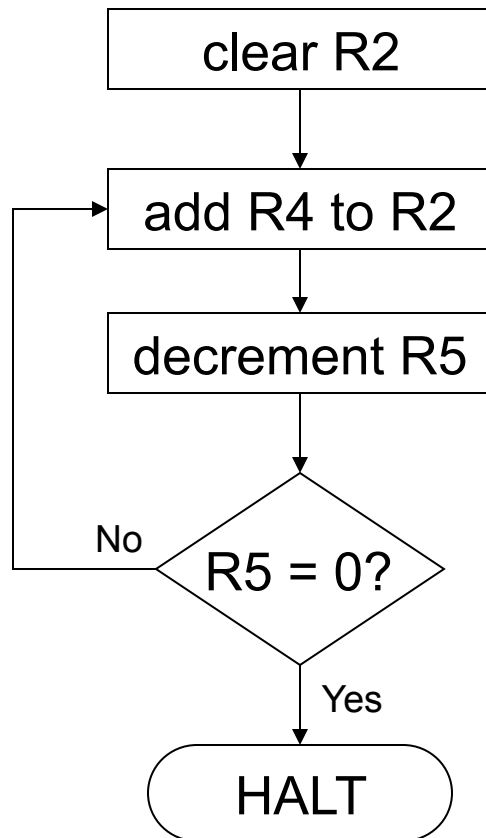 clear R2
add R4 to R2
decrement R5
No
R5 = 0?
Yes
HALT